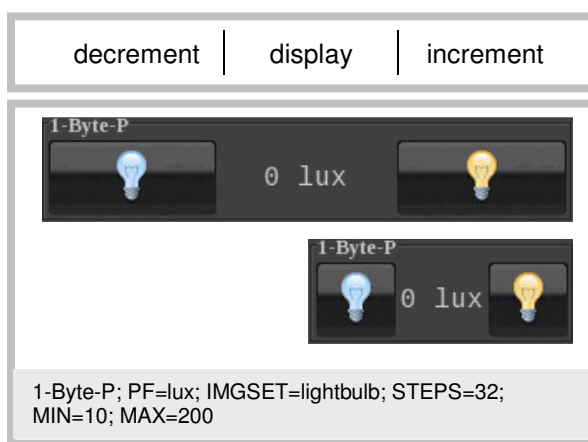 decrement display increment
1-Byte-P
0 lux
1-Byte-P
0 lux
1-Byte-P; PF=lux; IMGSET=lightbulb; STEPS=32;
MIN=10; MAX=200